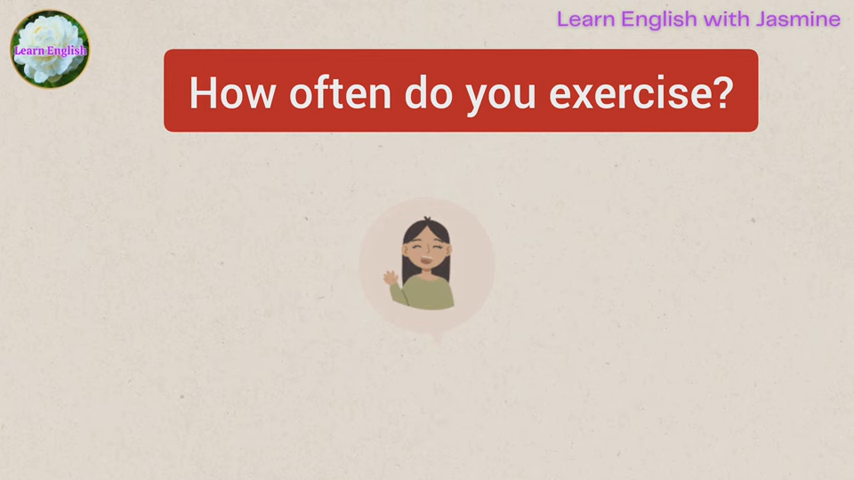 Learn English with Jasmine
Learn English
How often do you exercise?